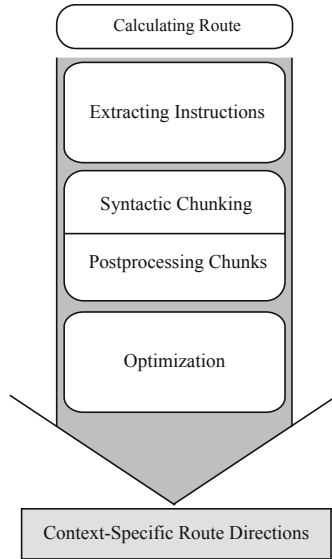 Calculating Route
Extracting Instructions
Syntactic Chunking
Postprocessing Chunks
Optimization
Context-Specific Route Directions